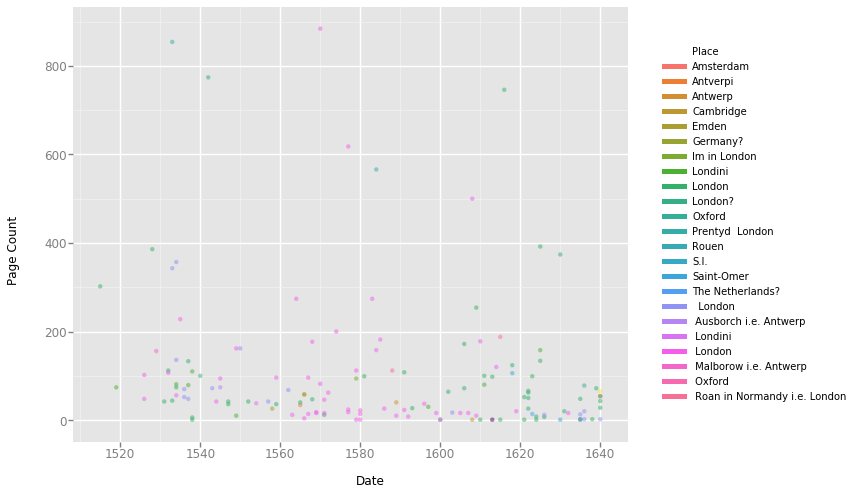 Place
Amsterdam
Antverpi
Antwerp
Cambridge
Emden
Germany?
Im in London
Londini
London
London?
Oxford
Prentyd  London
Rouen
S.l.
Saint-Omer
The Netherlands?
London
Ausborch i.e. Antwerp
Londini
London
Malborow i.e. Antwerp
Oxford
Roan in Normandy i.e. London
Page Count
800
600
400
200
0
1520 1540 1560 1580 1600 1620 1640
Date